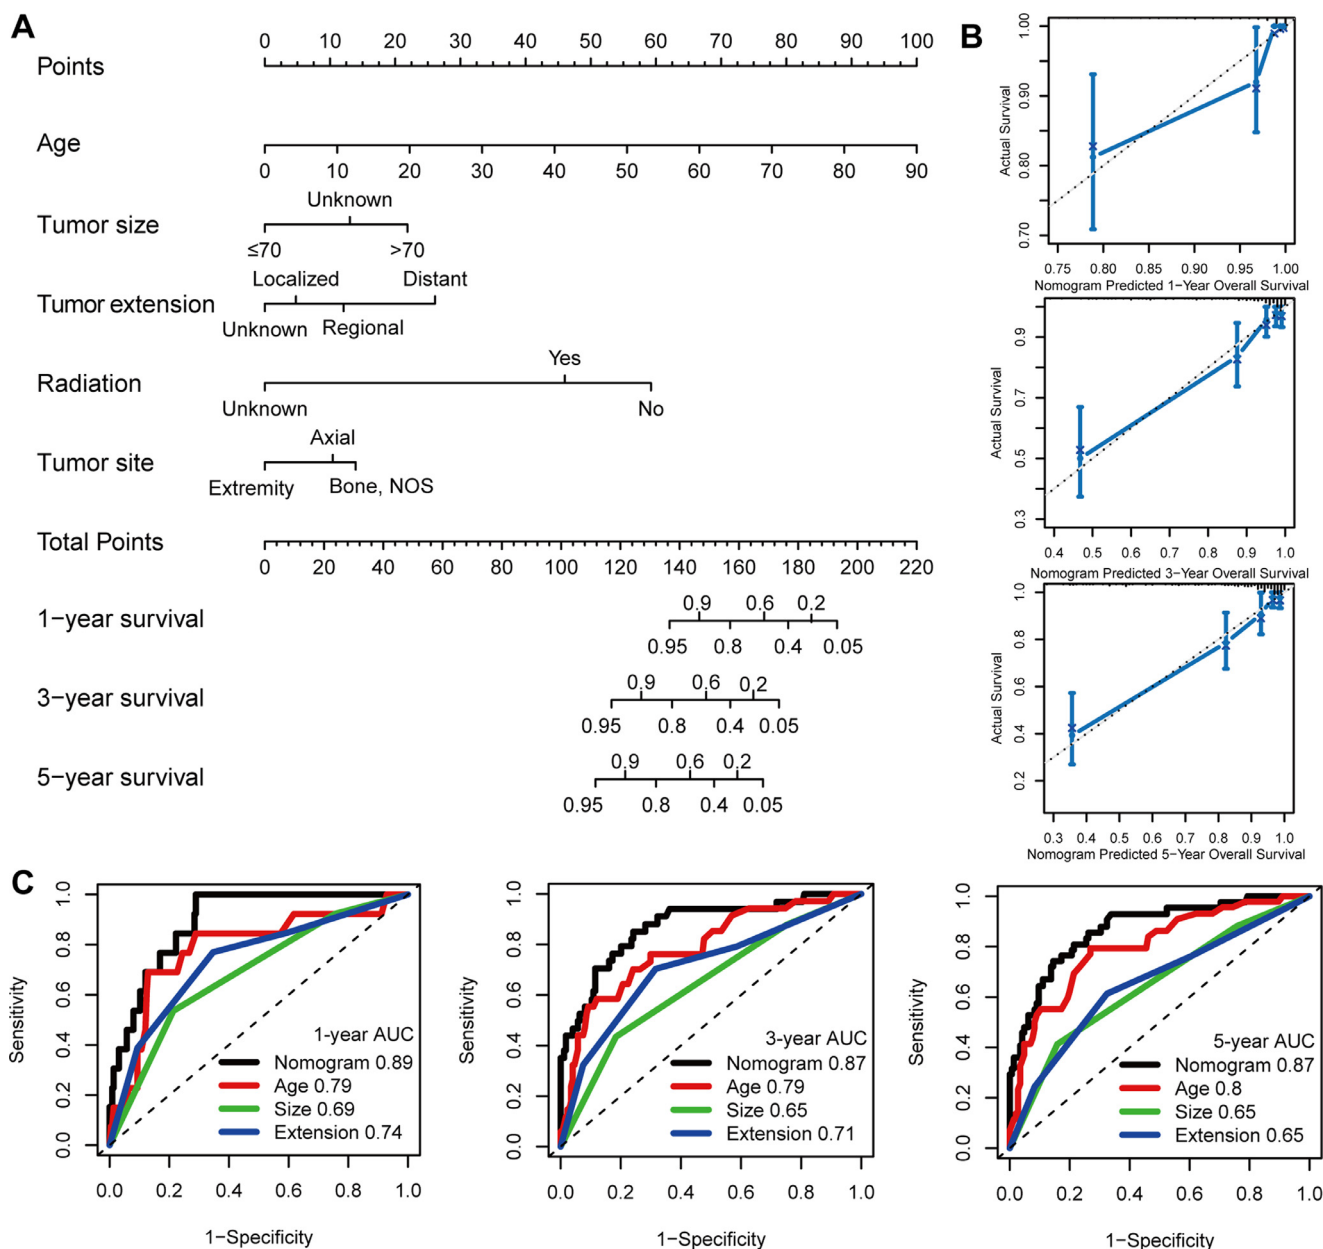 A
Points
0 10 20 30 40 50 60 70 80 90 100
Age
0 10 20 30 40 50 60 70 80 90
Tumor size
Unknown
≤70 >70
Tumor extension
Localized Distant
Unknown Regional
Radiation
Yes
Unknown No
Tumor site
Axial
Extremity Bone, NOS
Total Points
0 20 40 60 80 100 120 140 160 180 200 220
1−year survival
0.9 0.6 0.2
0.95 0.8 0.4 0.05
3−year survival
0.9 0.6 0.2
0.95 0.8 0.4 0.05
5−year survival
0.9 0.6 0.2
0.95 0.8 0.4 0.05
B
Actual Survival
0.70 0.80 0.90 1.00
0.75 0.80 0.85 0.90 0.95 1.00
Nomogram Predicted 1−Year Overall Survival
Actual Survival
0.3 0.5 0.7 0.9
0.4 0.5 0.6 0.7 0.8 0.9 1.0
Nomogram Predicted 3−Year Overall Survival
Actual Survival
0.2 0.4 0.6 0.8 1.0
0.3 0.4 0.5 0.6 0.7 0.8 0.9 1.0
Nomogram Predicted 5−Year Overall Survival
C
Sensitivity
0.0 0.2 0.4 0.6 0.8 1.0
1−year AUC
Nomogram 0.89
Age 0.79
Size 0.69
Extension 0.74
0.0 0.2 0.4 0.6 0.8 1.0
1−Specificity
Sensitivity
0.0 0.2 0.4 0.6 0.8 1.0
3−year AUC
Nomogram 0.87
Age 0.79
Size 0.65
Extension 0.71
0.0 0.2 0.4 0.6 0.8 1.0
1−Specificity
Sensitivity
0.0 0.2 0.4 0.6 0.8 1.0
5−year AUC
Nomogram 0.87
Age 0.8
Size 0.65
Extension 0.65
0.0 0.2 0.4 0.6 0.8 1.0
1−Specificity